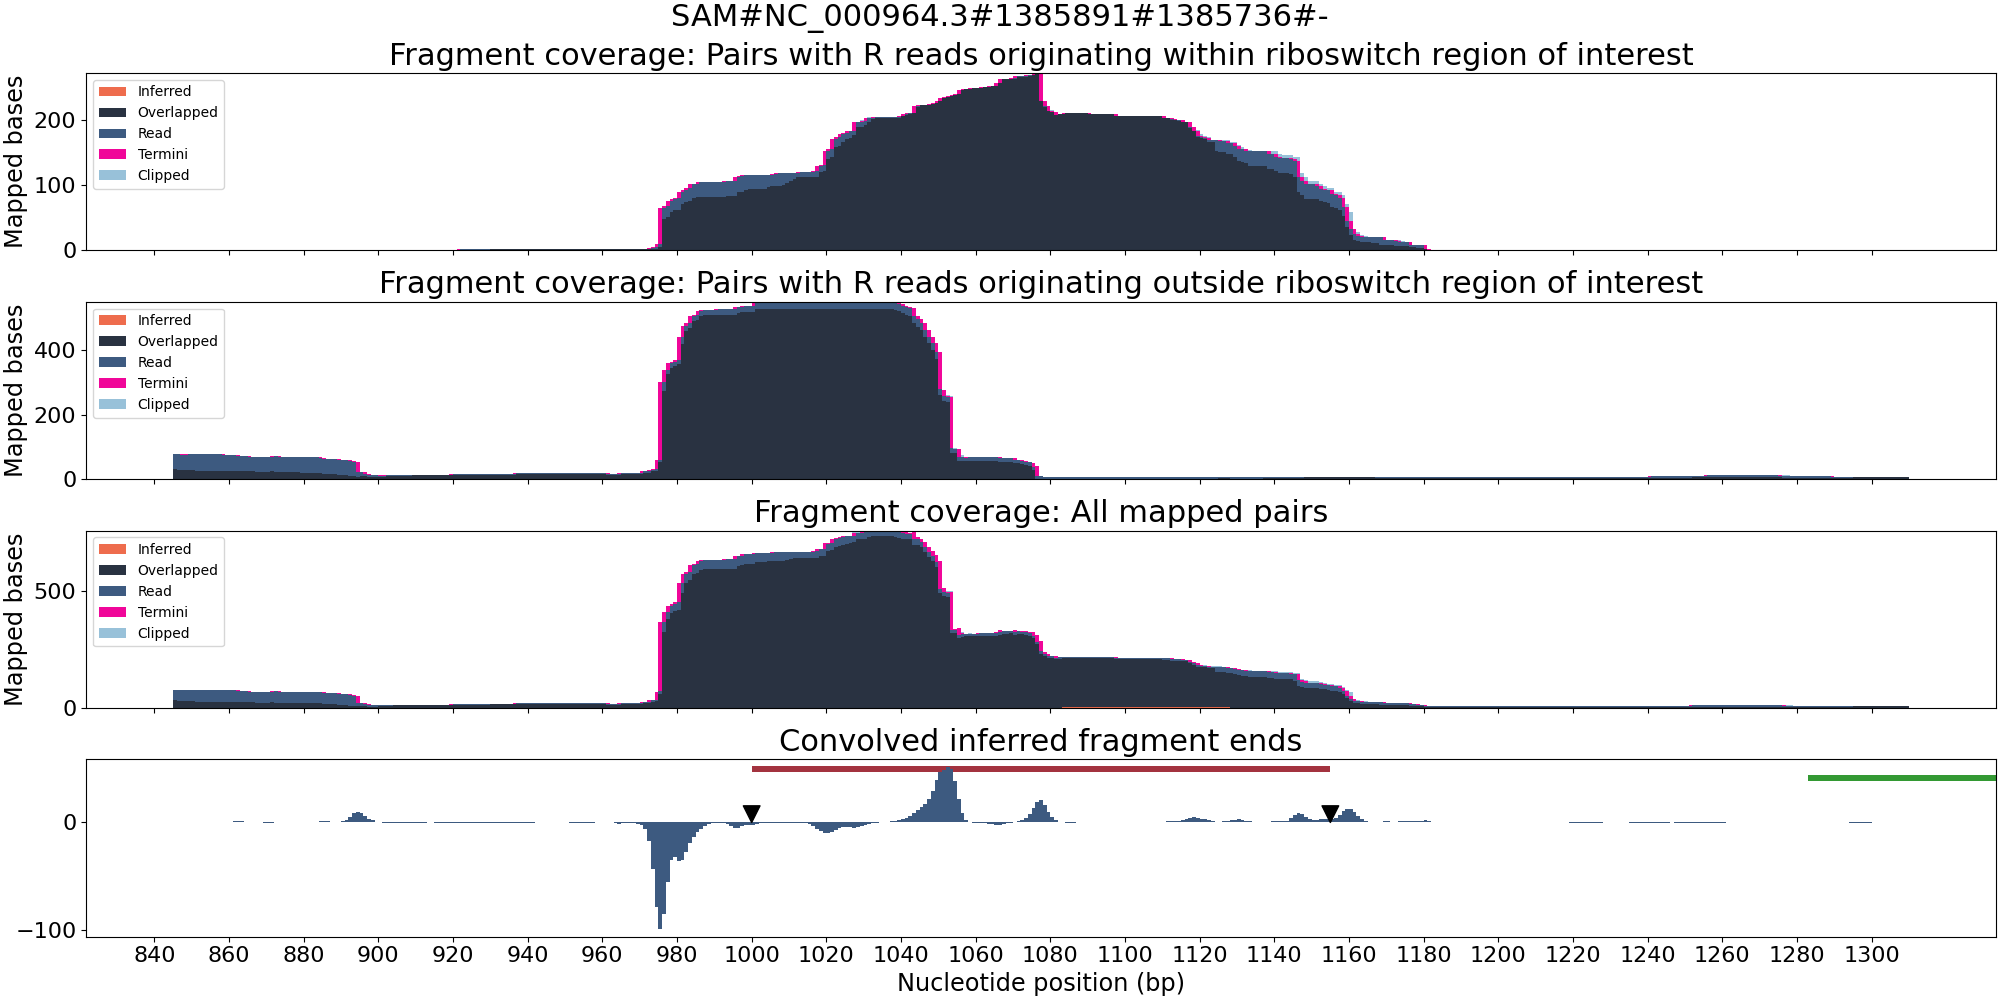 SAM#NC_000964.3#1385891#1385736#-
Fragment coverage: Pairs with R reads originating within riboswitch region of interest
Mapped bases
200
100
0
Inferred
Overlapped
Read
Termini
Clipped
Fragment coverage: Pairs with R reads originating outside riboswitch region of interest
Mapped bases
400
200
0
Inferred
Overlapped
Read
Termini
Clipped
Fragment coverage: All mapped pairs
Mapped bases
500
0
Inferred
Overlapped
Read
Termini
Clipped
Convolved inferred fragment ends
0
−100
840 860 880 900 920 940 960 980 1000 1020 1040 1060 1080 1100 1120 1140 1160 1180 1200 1220 1240 1260 1280 1300
Nucleotide position (bp)